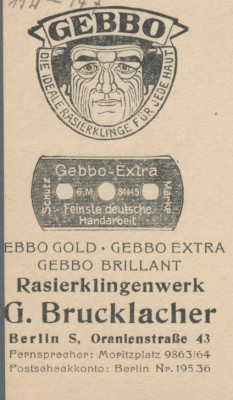 GEBBO
DIE IDEALE RASIERKLINGE FÜR JEDE HAUT
Gebbo-Extra
Schutz G.M 84445 Marke
Feinste deutsche
Handarbeit
EBBO GOLD · GEBBO EXTRA
GEBBO BRILLANT
Rasierklingenwerk
G. Brucklacher
Berlin S, Oranienstraße 43
Fernsprecher: Moritzplatz 9863/64
Postscheckkonto: Berlin Nr. 195 36